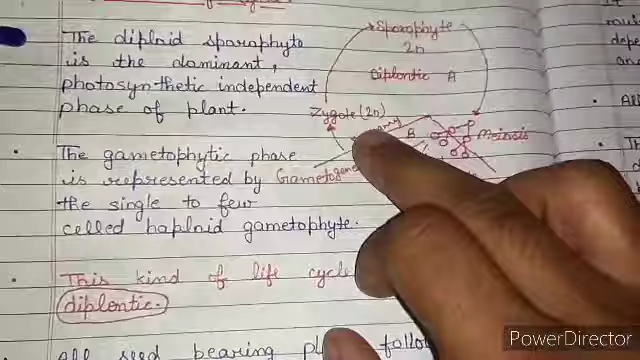 The diploid sporophyte
is the dominant,
photosynthetic independent
phase of plant.
Sporophyte
2n
Diplontic A
Zygote (2n)
B
Meiosis
The gametophytic phase
is represented by
the single to few
celled haploid gametophyte.
This kind of life cycle
diplontic.
All seed bearing
All
PowerDirector